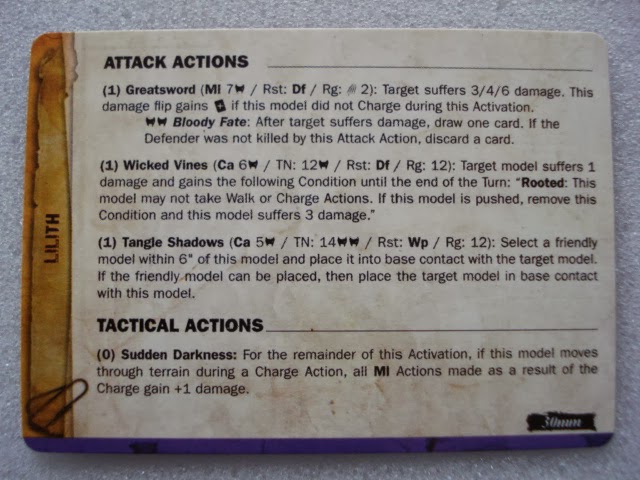 ATTACK ACTIONS
(1) Greatsword (Ml 7 / Rst: Df / Rg: 2): Target suffers 3/4/6 damage. This
damage flip gains if this model did not Charge during this Activation.
Bloody Fate: After target suffers damage, draw one card. If the
Defender was not killed by this Attack Action, discard a card.
(1) Wicked Vines (Ca 6 / TN: 12 / Rst: Df / Rg: 12): Target model suffers 1
damage and gains the following Condition until the end of the Turn: "Rooted: This
model may not take Walk or Charge Actions. If this model is pushed, remove this
Condition and this model suffers 3 damage."
(1) Tangle Shadows (Ca 5 / TN: 14 / Rst: Wp / Rg: 12): Select a friendly
model within 6" of this model and place it into base contact with the target model.
If the friendly model can be placed, then place the target model in base contact
with this model.
TACTICAL ACTIONS
(0) Sudden Darkness: For the remainder of this Activation, if this model moves
through terrain during a Charge Action, all Ml Actions made as a result of the
Charge gain +1 damage.
LILITH
30mm